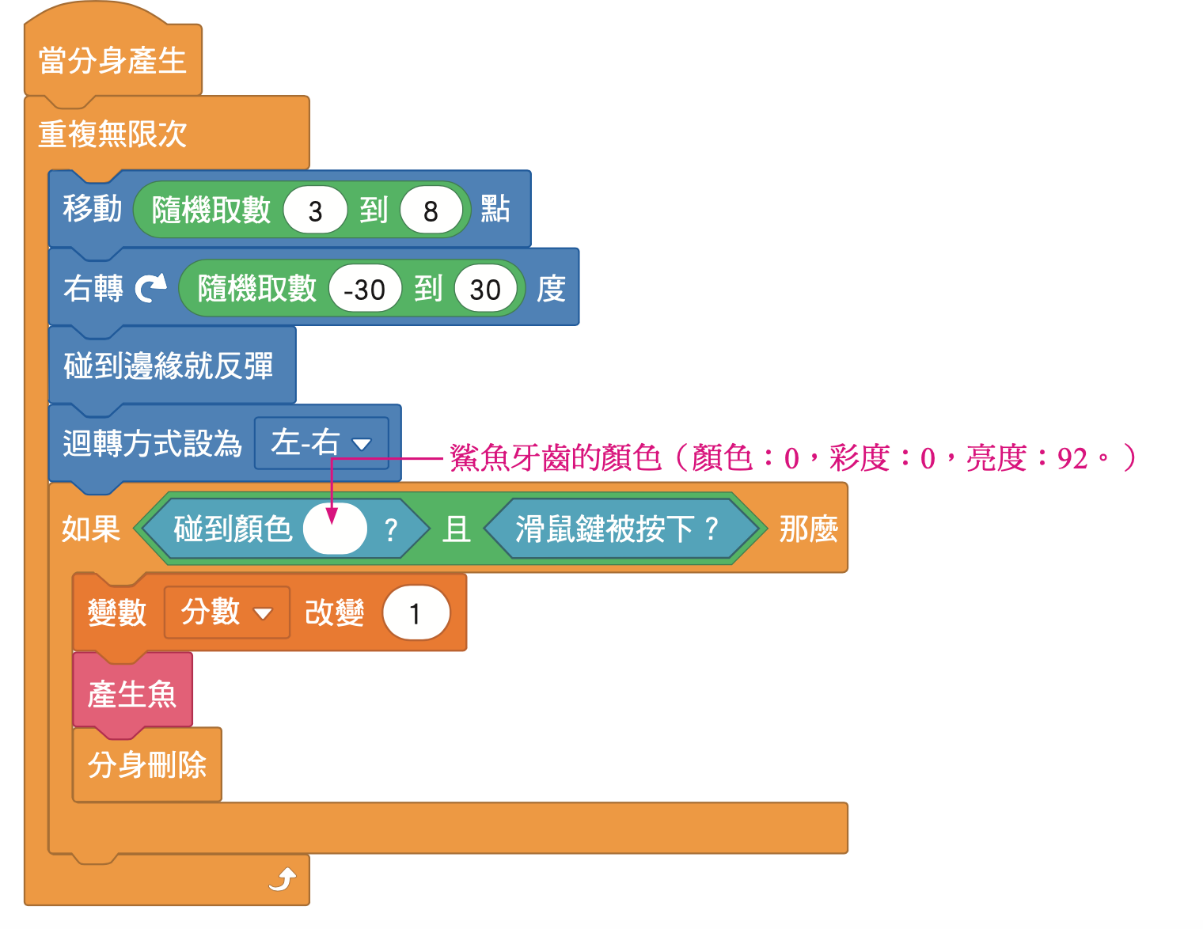 當分身產生
重複無限次
移動 隨機取數 3 到 8 點
右轉 隨機取數 -30 到 30 度
碰到邊緣就反彈
迴轉方式設為 左-右
鯊魚牙齒的顏色（顏色：0，彩度：0，亮度：92。）
如果 碰到顏色 ？ 且 滑鼠鍵被按下？ 那麼
變數 分數 改變 1
產生魚
分身刪除